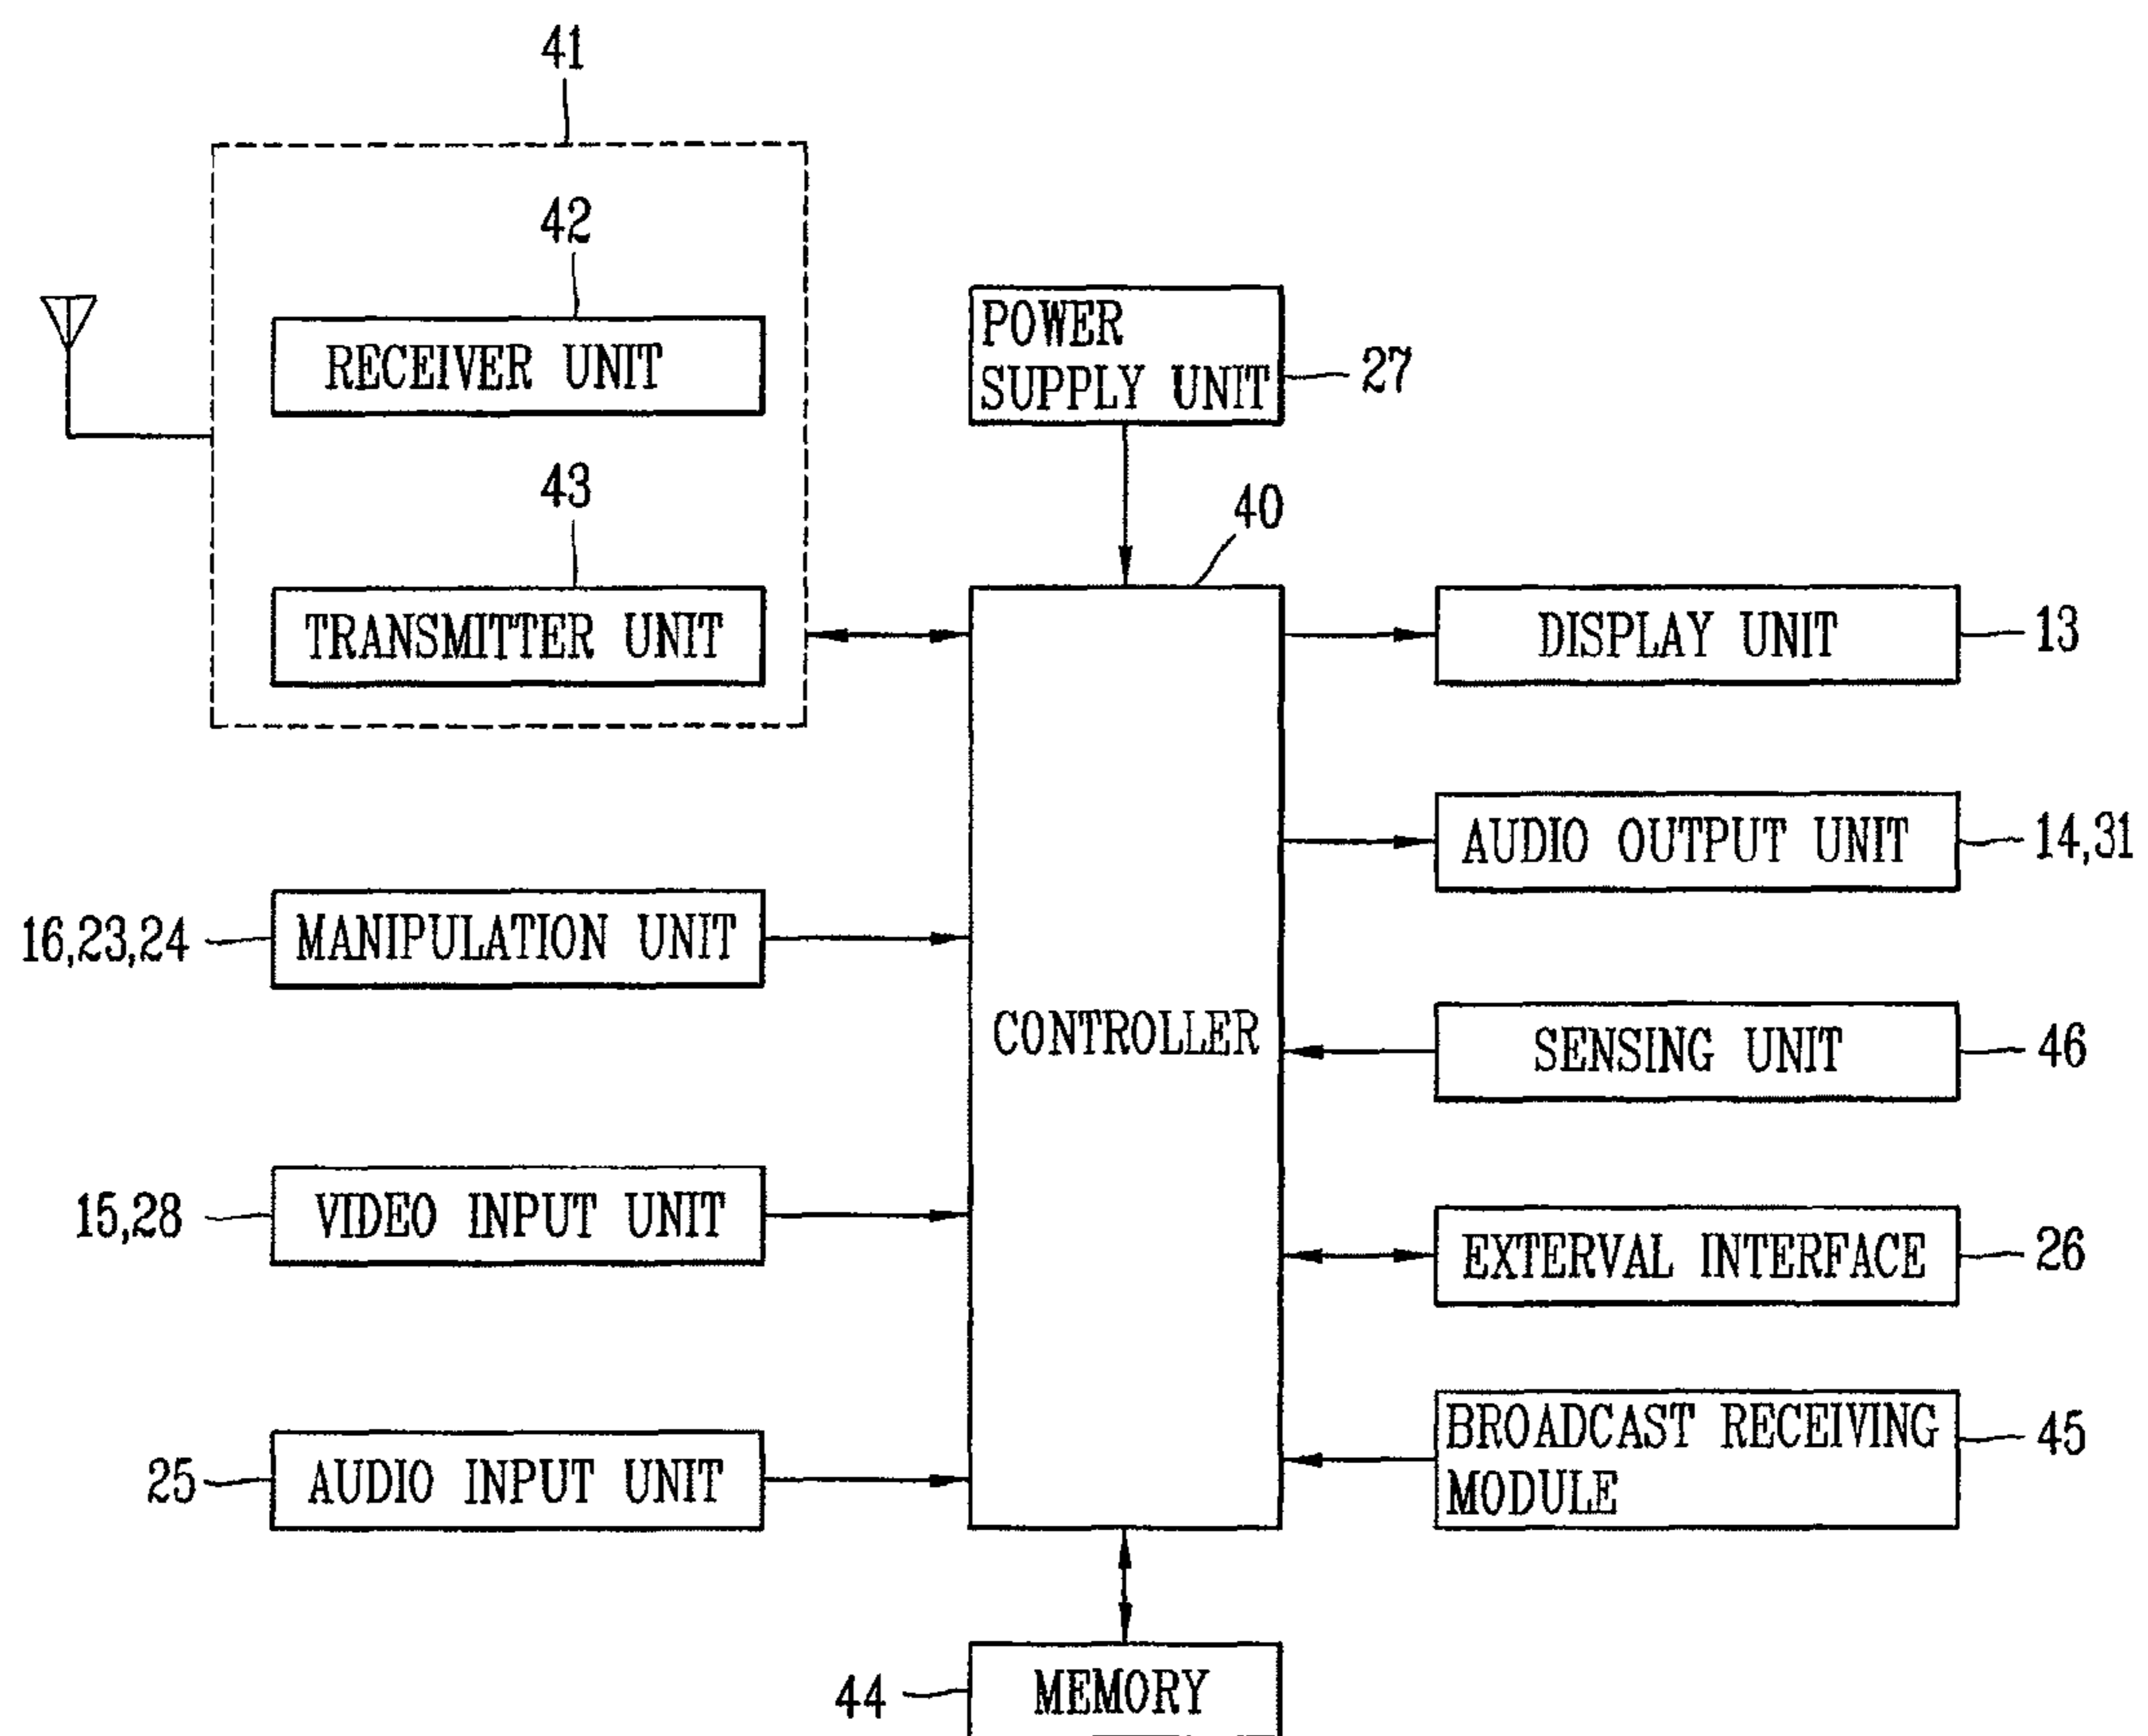 41
42
RECEIVER UNIT
43
TRANSMITTER UNIT
POWER
SUPPLY UNIT
27
40
CONTROLLER
DISPLAY UNIT
13
AUDIO OUTPUT UNIT
14,31
16,23,24
MANIPULATION UNIT
SENSING UNIT
46
15,28
VIDEO INPUT UNIT
EXTERVAL INTERFACE
26
25
AUDIO INPUT UNIT
BROADCAST RECEIVING
MODULE
45
44
MEMORY